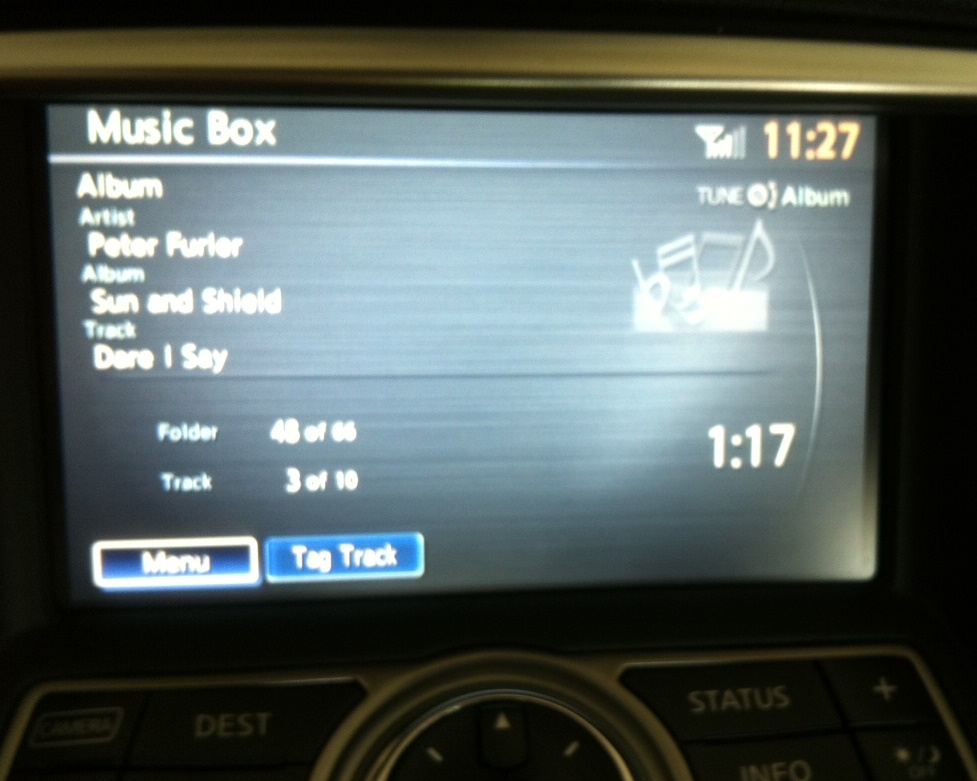 Music Box
11:27
Album
TUNE Album
Artist
Peter Furler
Album
Sun and Shield
Track
Dare I Say
Folder 48 of 66
1:17
Track 3 of 10
Menu Tag Track
CAMERA DEST STATUS +
INFO